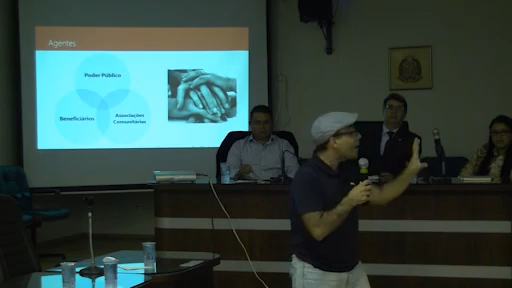 Agentes
Poder Público
Beneficiários
Associações
Comunitárias